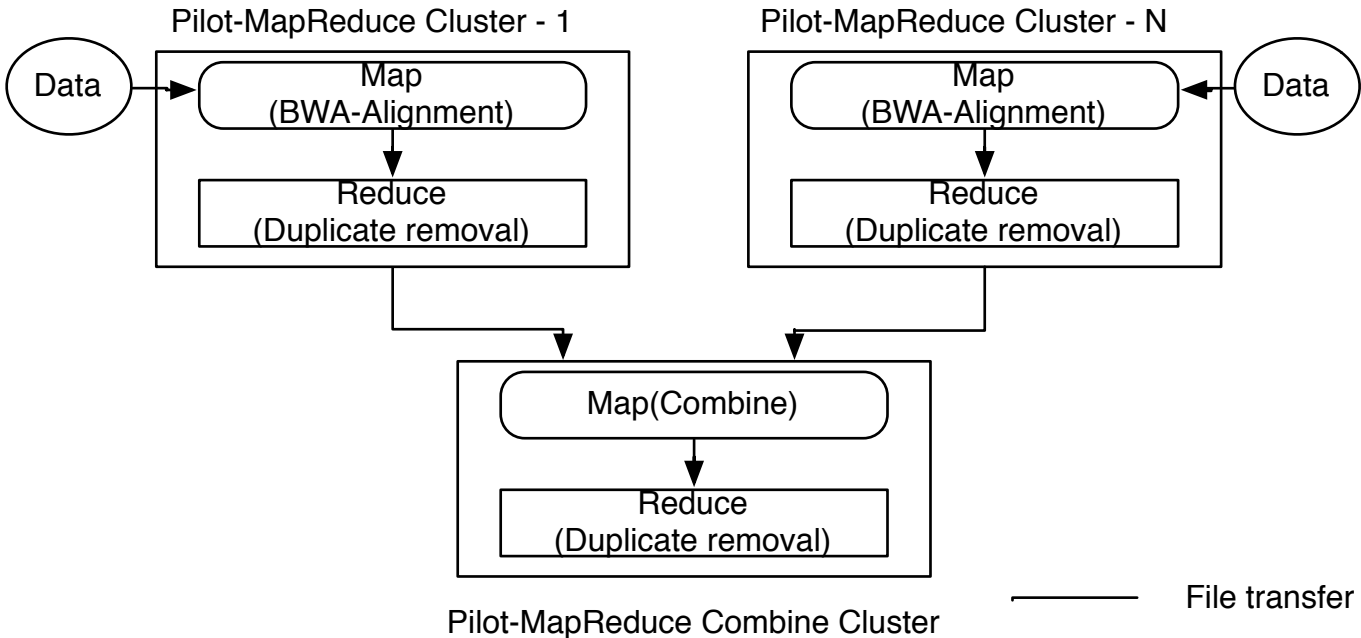 Pilot-MapReduce Cluster - 1
Pilot-MapReduce Cluster - N
Data
Map
(BWA-Alignment)
Reduce
(Duplicate removal)
Map
(BWA-Alignment)
Data
Reduce
(Duplicate removal)
Map(Combine)
Reduce
(Duplicate removal)
Pilot-MapReduce Combine Cluster
File transfer